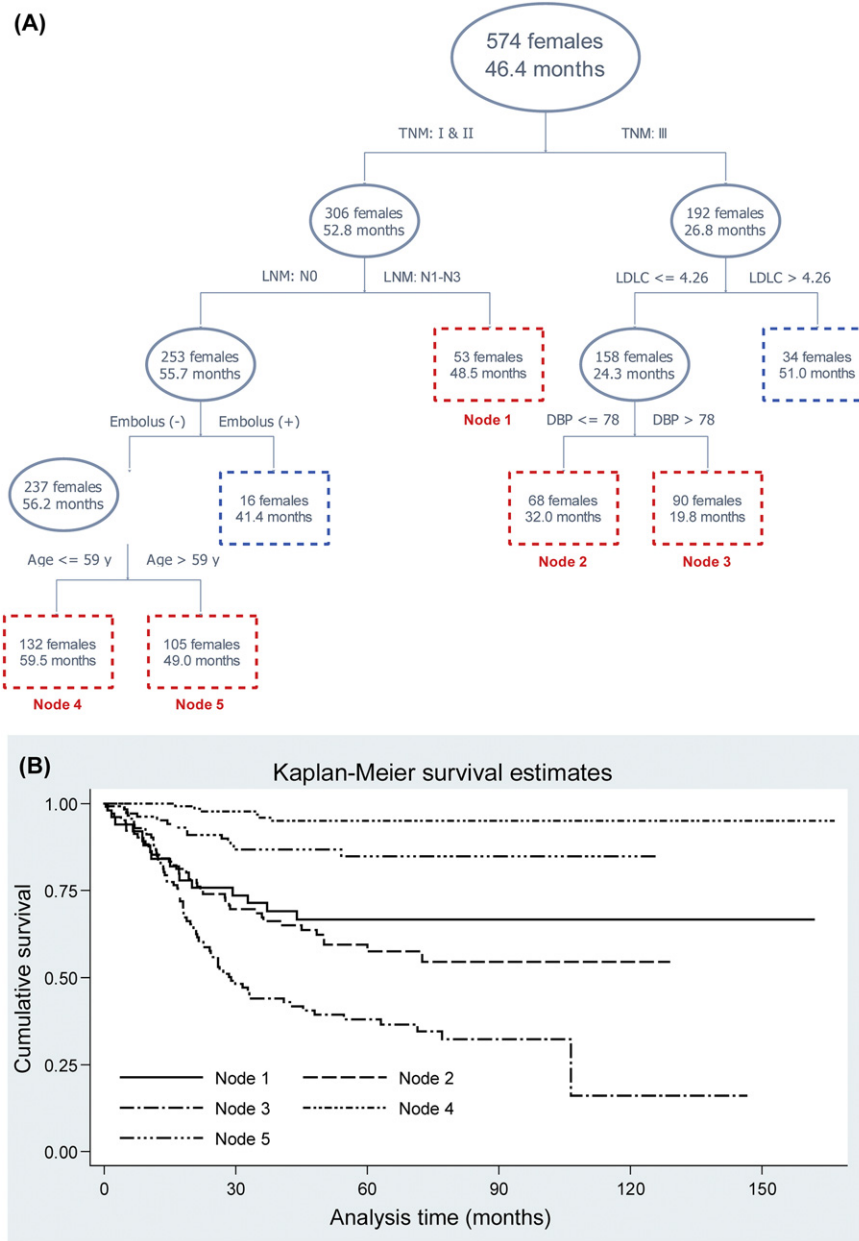 (A)
574 females
46.4 months
TNM: I & II
TNM: III
306 females
52.8 months
192 females
26.8 months
LNM: N0
LNM: N1-N3
LDLC <= 4.26
LDLC > 4.26
253 females
55.7 months
53 females
48.5 months
Node 1
158 females
24.3 months
34 females
51.0 months
Embolus (-)
Embolus (+)
DBP <= 78
DBP > 78
237 females
56.2 months
16 females
41.4 months
68 females
32.0 months
Node 2
90 females
19.8 months
Node 3
Age <= 59 y
Age > 59 y
132 females
59.5 months
Node 4
105 females
49.0 months
Node 5
(B)
Kaplan-Meier survival estimates
Cumulative survival
1.00
0.75
0.50
0.25
0.00
Node 1
Node 2
Node 3
Node 4
Node 5
0
30
60
90
120
150
Analysis time (months)